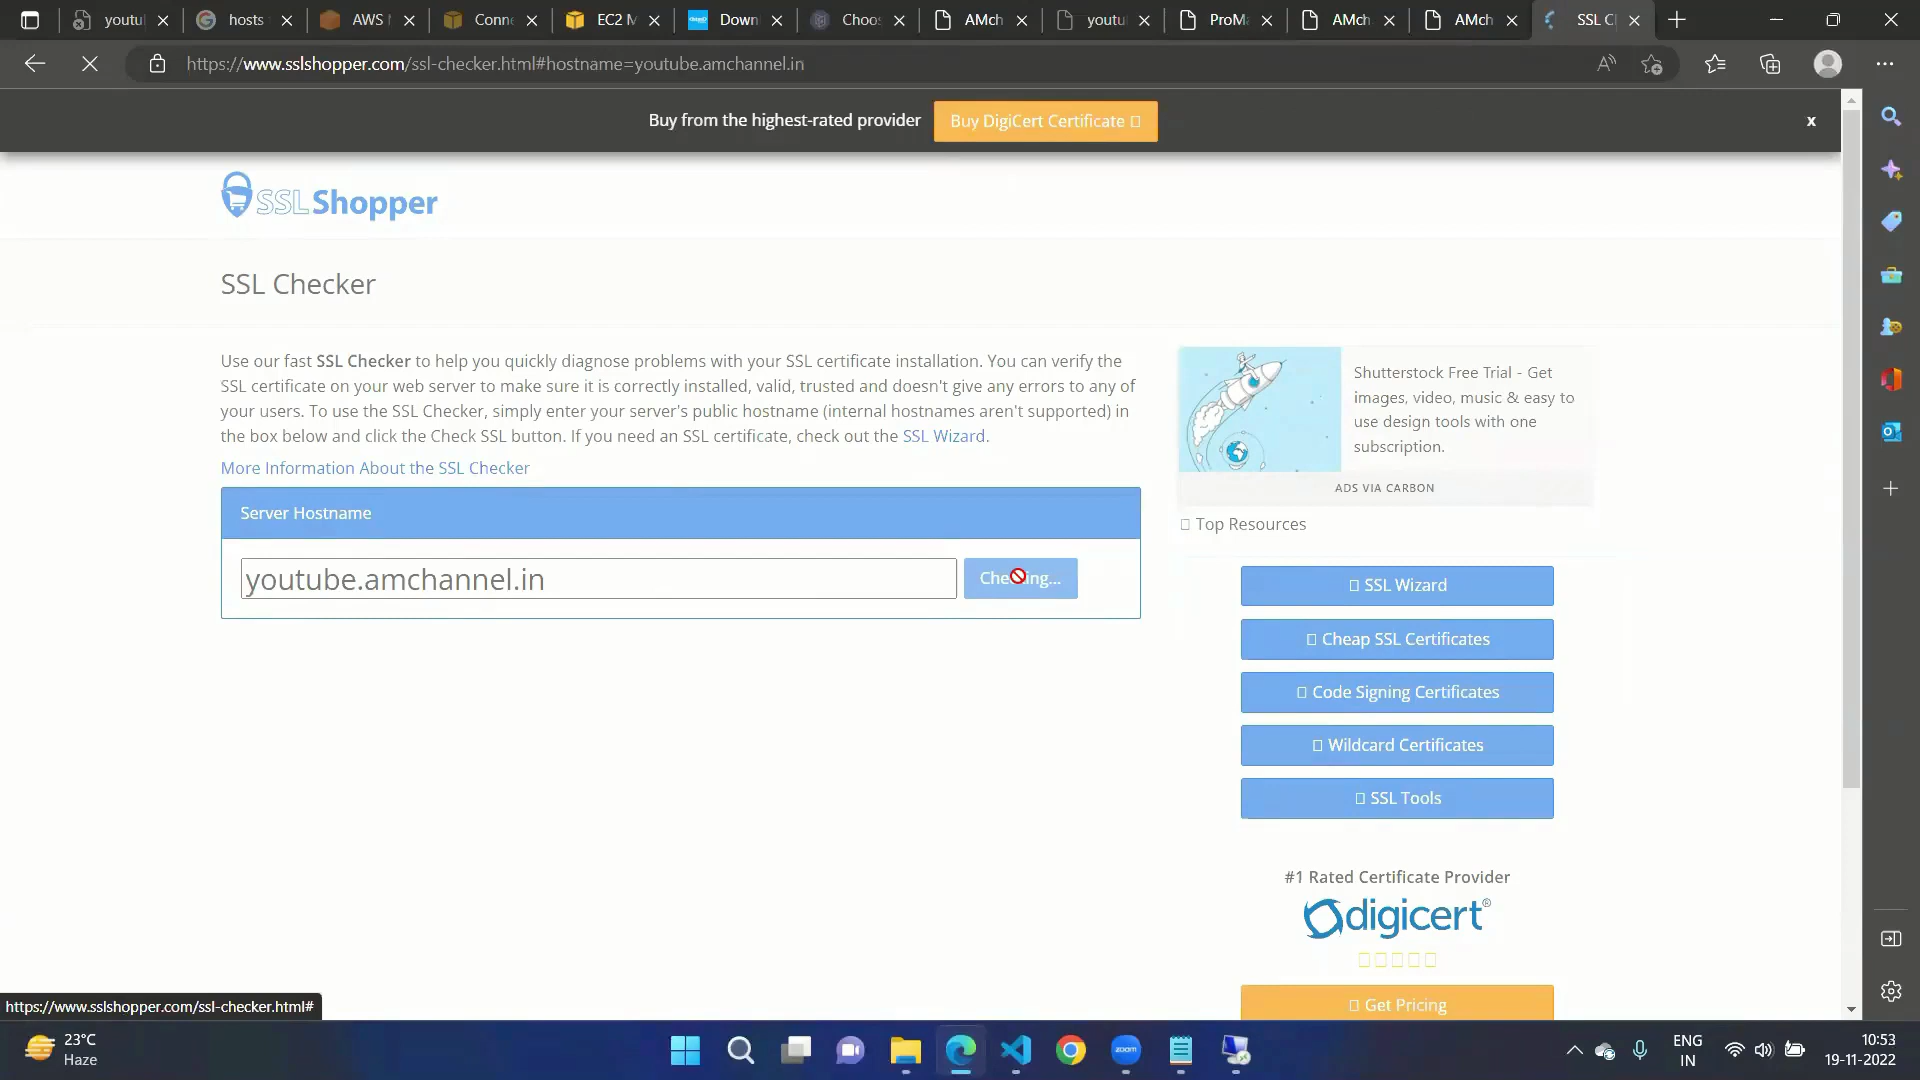 youtu
hosts
AWS
Conne
EC2 M
Down
Choo
AMch
youtu
ProMa
AMch
AMch
SSL C
https://www.sslshopper.com/ssl-checker.html#hostname=youtube.amchannel.in
Buy from the highest-rated provider
Buy DigiCert Certificate
x
SSL Shopper
SSL Checker
Use our fast SSL Checker to help you quickly diagnose problems with your SSL certificate installation. You can verify the
SSL certificate on your web server to make sure it is correctly installed, valid, trusted and doesn't give any errors to any of
your users. To use the SSL Checker, simply enter your server's public hostname (internal hostnames aren't supported) in
the box below and click the Check SSL button. If you need an SSL certificate, check out the SSL Wizard.
More Information About the SSL Checker
Server Hostname
youtube.amchannel.in
Shutterstock Free Trial - Get
images, video, music & easy to
use design tools with one
subscription.
ADS VIA CARBON
Top Resources
SSL Wizard
Cheap SSL Certificates
Code Signing Certificates
Wildcard Certificates
SSL Tools
#1 Rated Certificate Provider
digicert®
Get Pricing
https://www.sslshopper.com/ssl-checker.html#
23°C
Haze
zoom
ENG
IN
10:53
19-11-2022